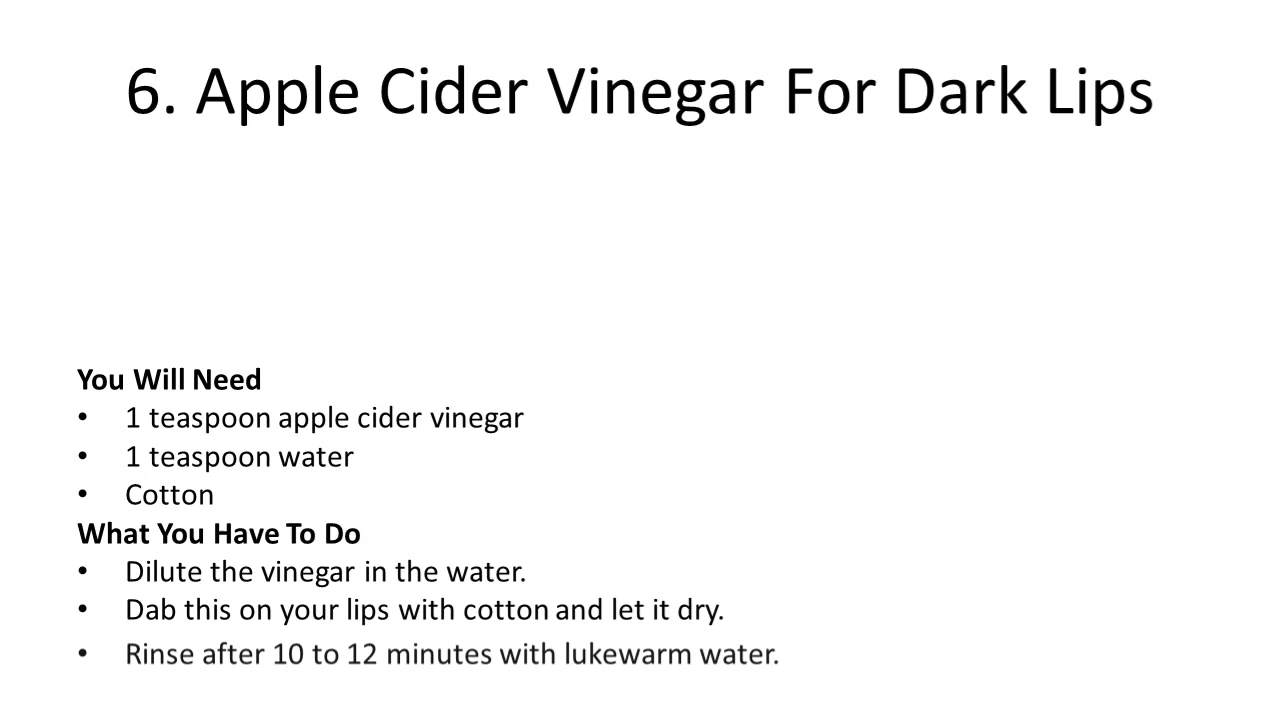 6. Apple Cider Vinegar For Dark Lips
You Will Need
• 1 teaspoon apple cider vinegar
• 1 teaspoon water
• Cotton
What You Have To Do
• Dilute the vinegar in the water.
• Dab this on your lips with cotton and let it dry.
• Rinse after 10 to 12 minutes with lukewarm water.